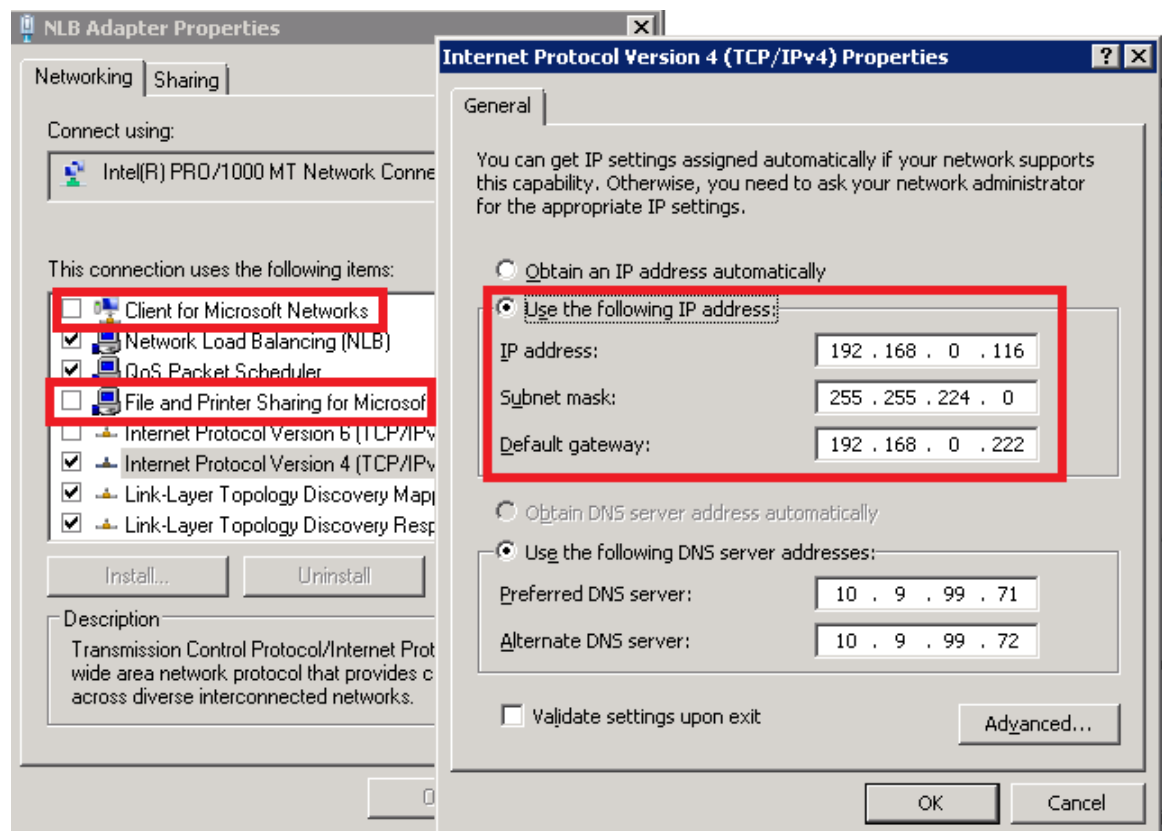 NLB Adapter Properties
Networking
Sharing
Connect using:
Intel(R) PRO/1000 MT Network Conne
This connection uses the following items:
Client for Microsoft Networks
Network Load Balancing (NLB)
QoS Packet Scheduler
File and Printer Sharing for Microsof
Internet Protocol Version 6 (TCP/IPv
Internet Protocol Version 4 (TCP/IPv
Link-Layer Topology Discovery Map
Link-Layer Topology Discovery Resp
Install...
Uninstall
Description
Transmission Control Protocol/Internet Prot
wide area network protocol that provides c
across diverse interconnected networks.
O
Internet Protocol Version 4 (TCP/IPv4) Properties
General
You can get IP settings assigned automatically if your network supports
this capability. Otherwise, you need to ask your network administrator
for the appropriate IP settings.
Obtain an IP address automatically
Use the following IP address:
IP address:
192 . 168 . 0 . 116
Subnet mask:
255 . 255 . 224 . 0
Default gateway:
192 . 168 . 0 . 222
Obtain DNS server address automatically
Use the following DNS server addresses:
Preferred DNS server:
10 . 9 . 99 . 71
Alternate DNS server:
10 . 9 . 99 . 72
Validate settings upon exit
Advanced...
OK
Cancel